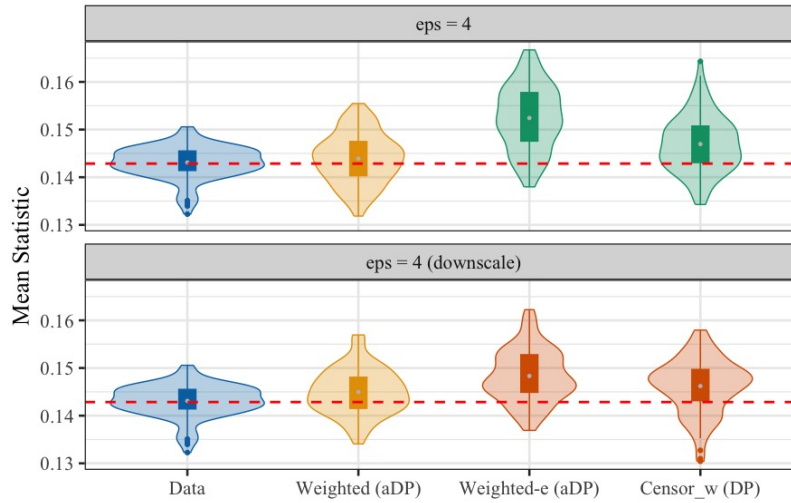 eps = 4
0.16
0.15
0.14
0.13
eps = 4 (downscale)
0.16
0.15
0.14
0.13
Mean Statistic
Data Weighted (aDP) Weighted-e (aDP) Censor_w (DP)